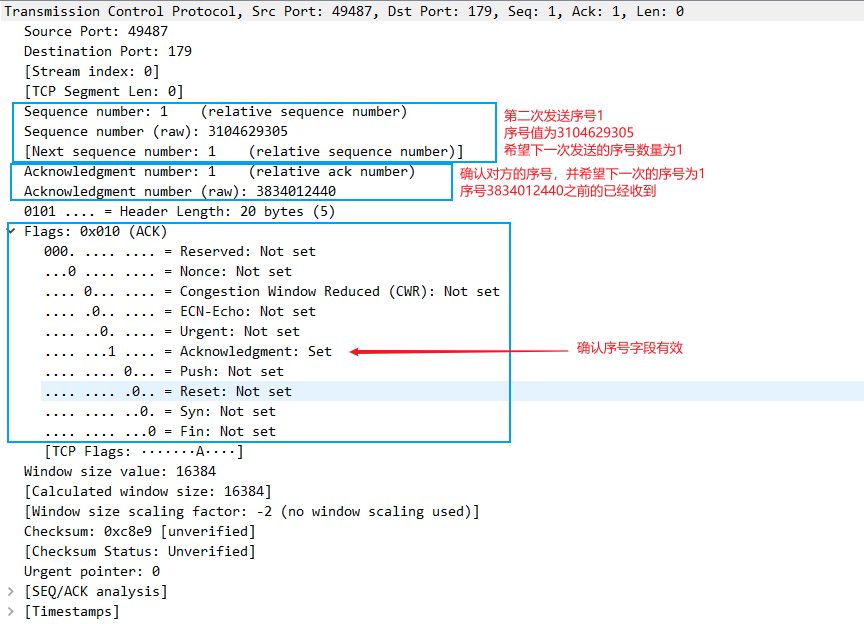 Transmission Control Protocol, Src Port: 49487, Dst Port: 179, Seq: 1, Ack: 1, Len: 0
Source Port: 49487
Destination Port: 179
[Stream index: 0]
[TCP Segment Len: 0]
Sequence number: 1    (relative sequence number)
Sequence number (raw): 3104629305
[Next sequence number: 1    (relative sequence number)]
第二次发送序号1
序号值为3104629305
希望下一次发送的序号数量为1
Acknowledgment number: 1    (relative ack number)
Acknowledgment number (raw): 3834012440
确认对方的序号，并希望下一次的序号为1
序号3834012440之前的已经收到
0101 .... = Header Length: 20 bytes (5)
Flags: 0x010 (ACK)
000. .... .... = Reserved: Not set
...0 .... .... = Nonce: Not set
.... 0... .... = Congestion Window Reduced (CWR): Not set
.... .0.. .... = ECN-Echo: Not set
.... ..0. .... = Urgent: Not set
.... ...1 .... = Acknowledgment: Set
确认序号字段有效
.... .... 0... = Push: Not set
.... .... .0.. = Reset: Not set
.... .... ..0. = Syn: Not set
.... .... ...0 = Fin: Not set
[TCP Flags: ·······A····]
Window size value: 16384
[Calculated window size: 16384]
[Window size scaling factor: -2 (no window scaling used)]
Checksum: 0xc8e9 [unverified]
[Checksum Status: Unverified]
Urgent pointer: 0
[SEQ/ACK analysis]
[Timestamps]